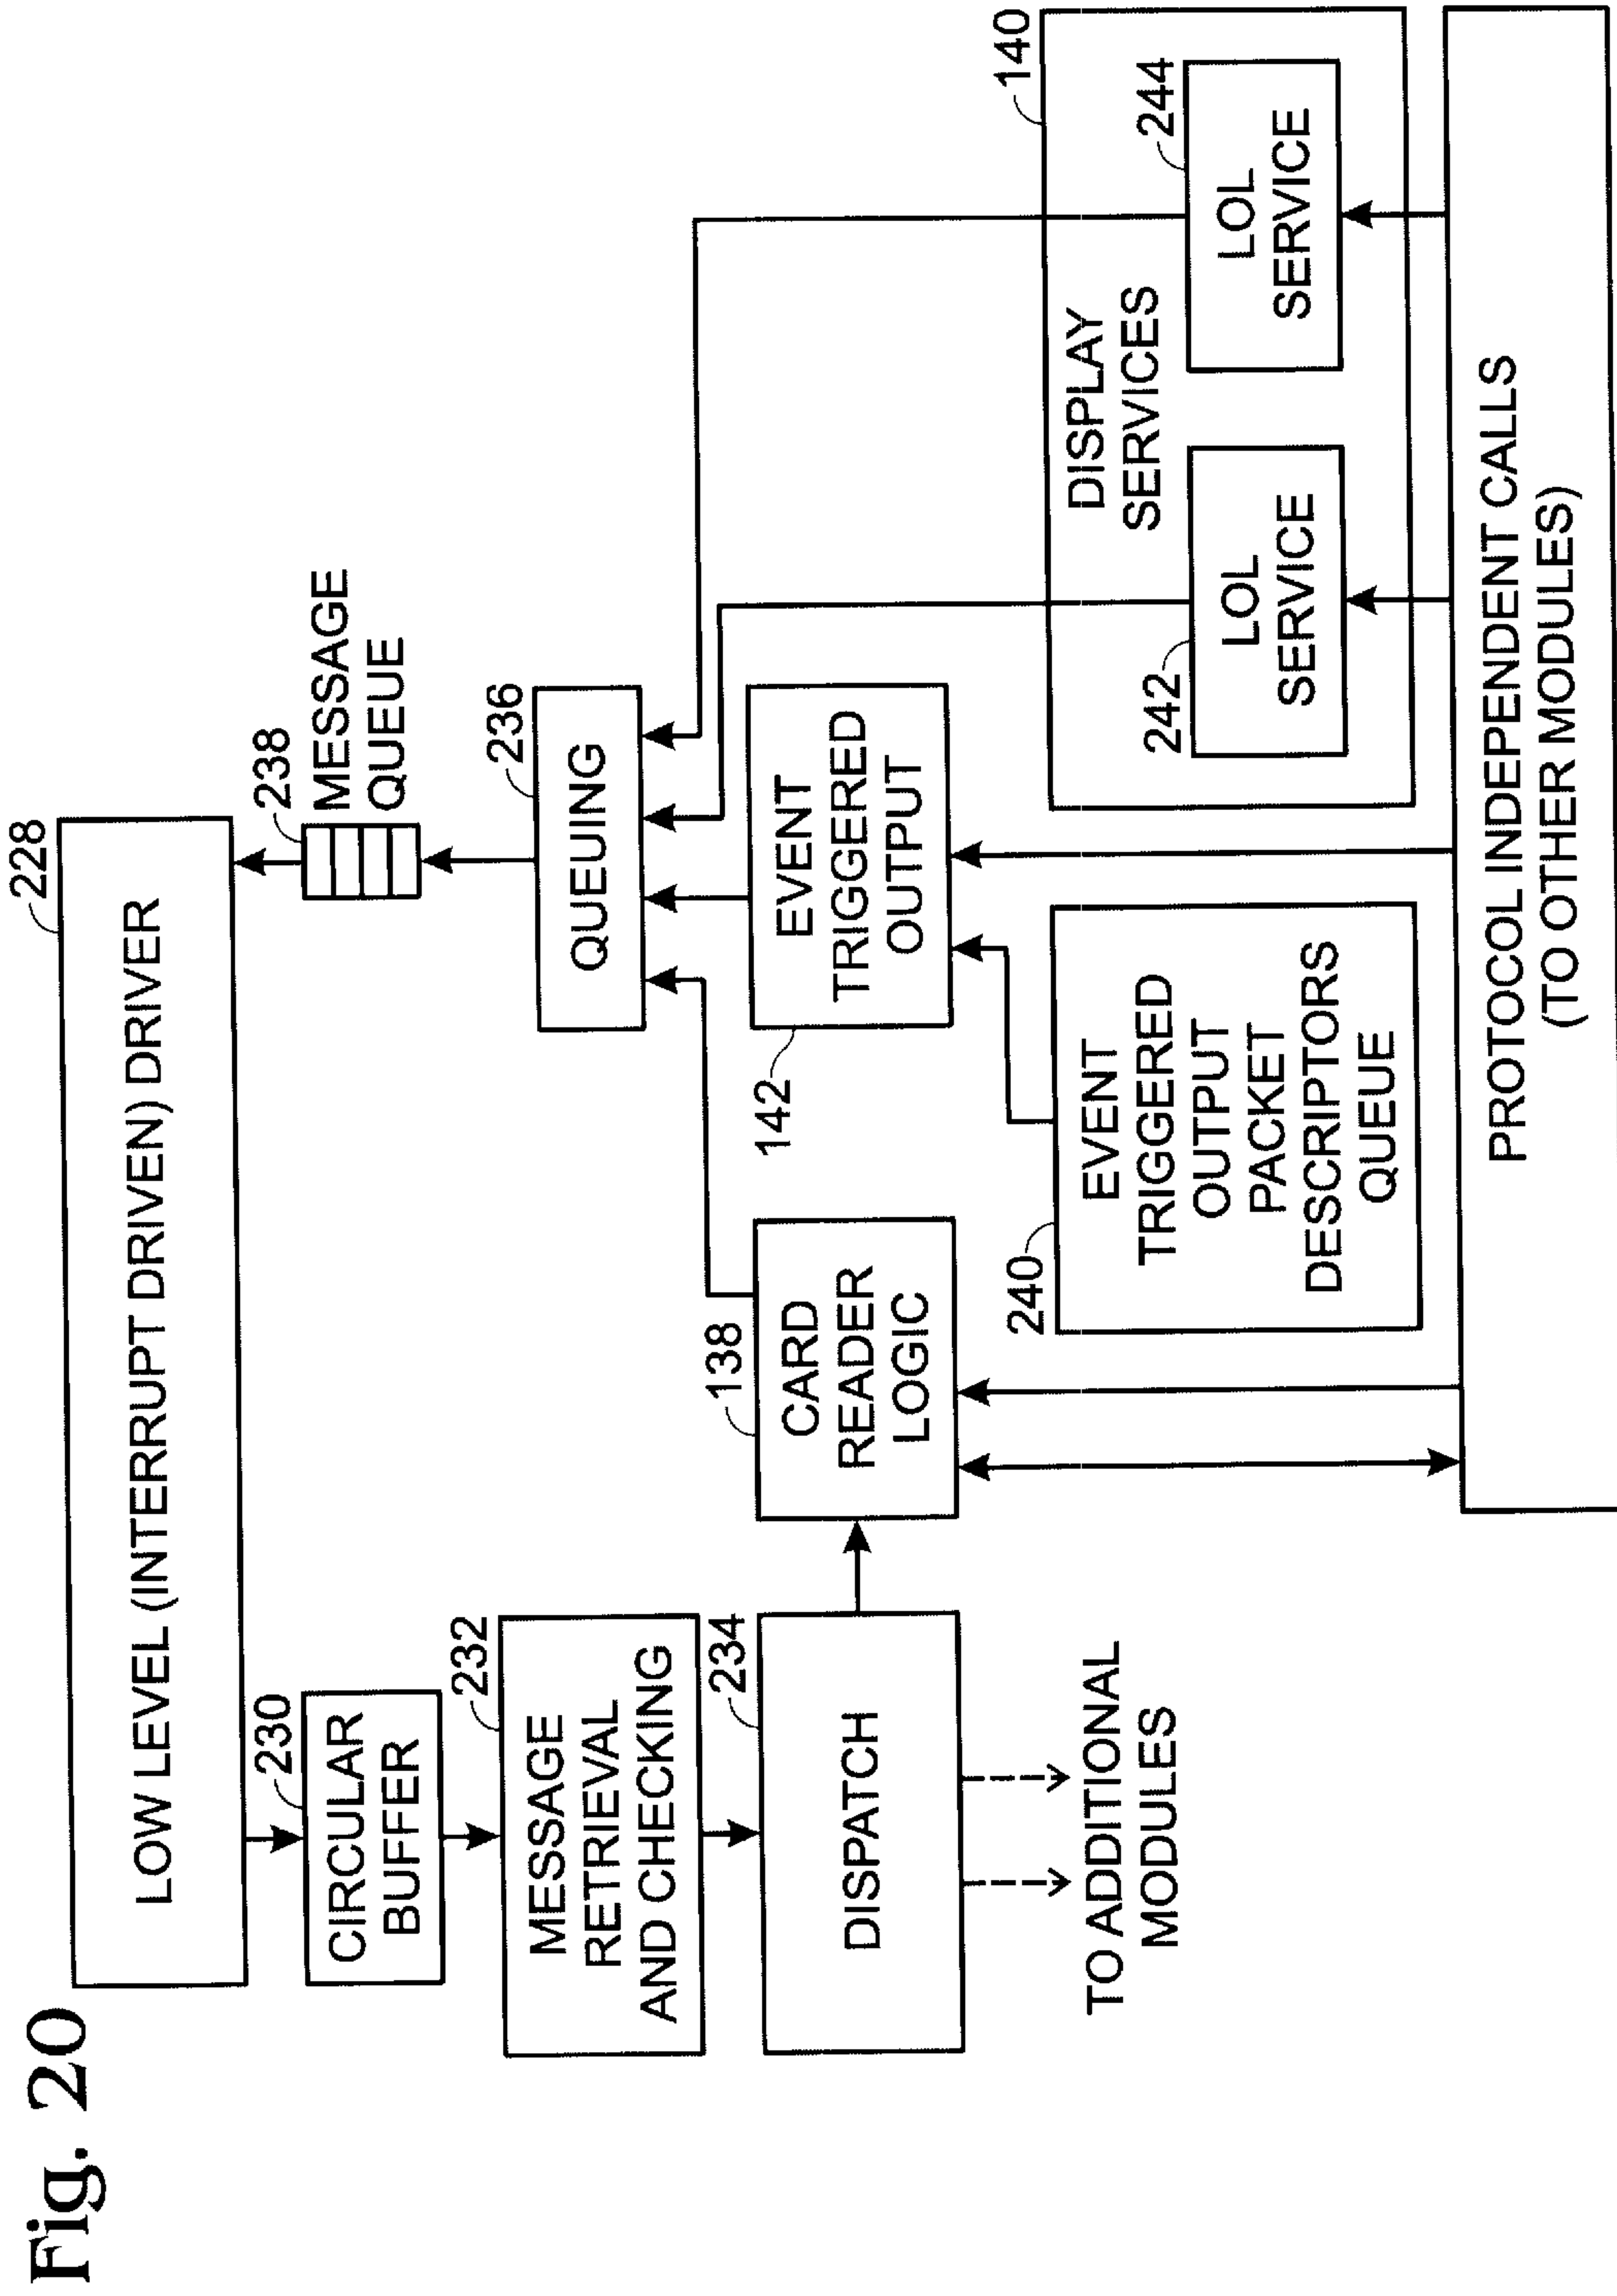 Fig. 20
228
LOW LEVEL (INTERRUPT DRIVEN) DRIVER
230
CIRCULAR
BUFFER
238
MESSAGE
QUEUE
232
MESSAGE
RETRIEVAL
AND CHECKING
236
QUEUING
234
DISPATCH
138
CARD
READER
LOGIC
142
EVENT
TRIGGERED
OUTPUT
140
DISPLAY
SERVICES
TO ADDITIONAL
MODULES
240
EVENT
TRIGGERED
OUTPUT
PACKET
DESCRIPTORS
QUEUE
242
LOL
SERVICE
244
LOL
SERVICE
PROTOCOL INDEPENDENT CALLS
(TO OTHER MODULES)